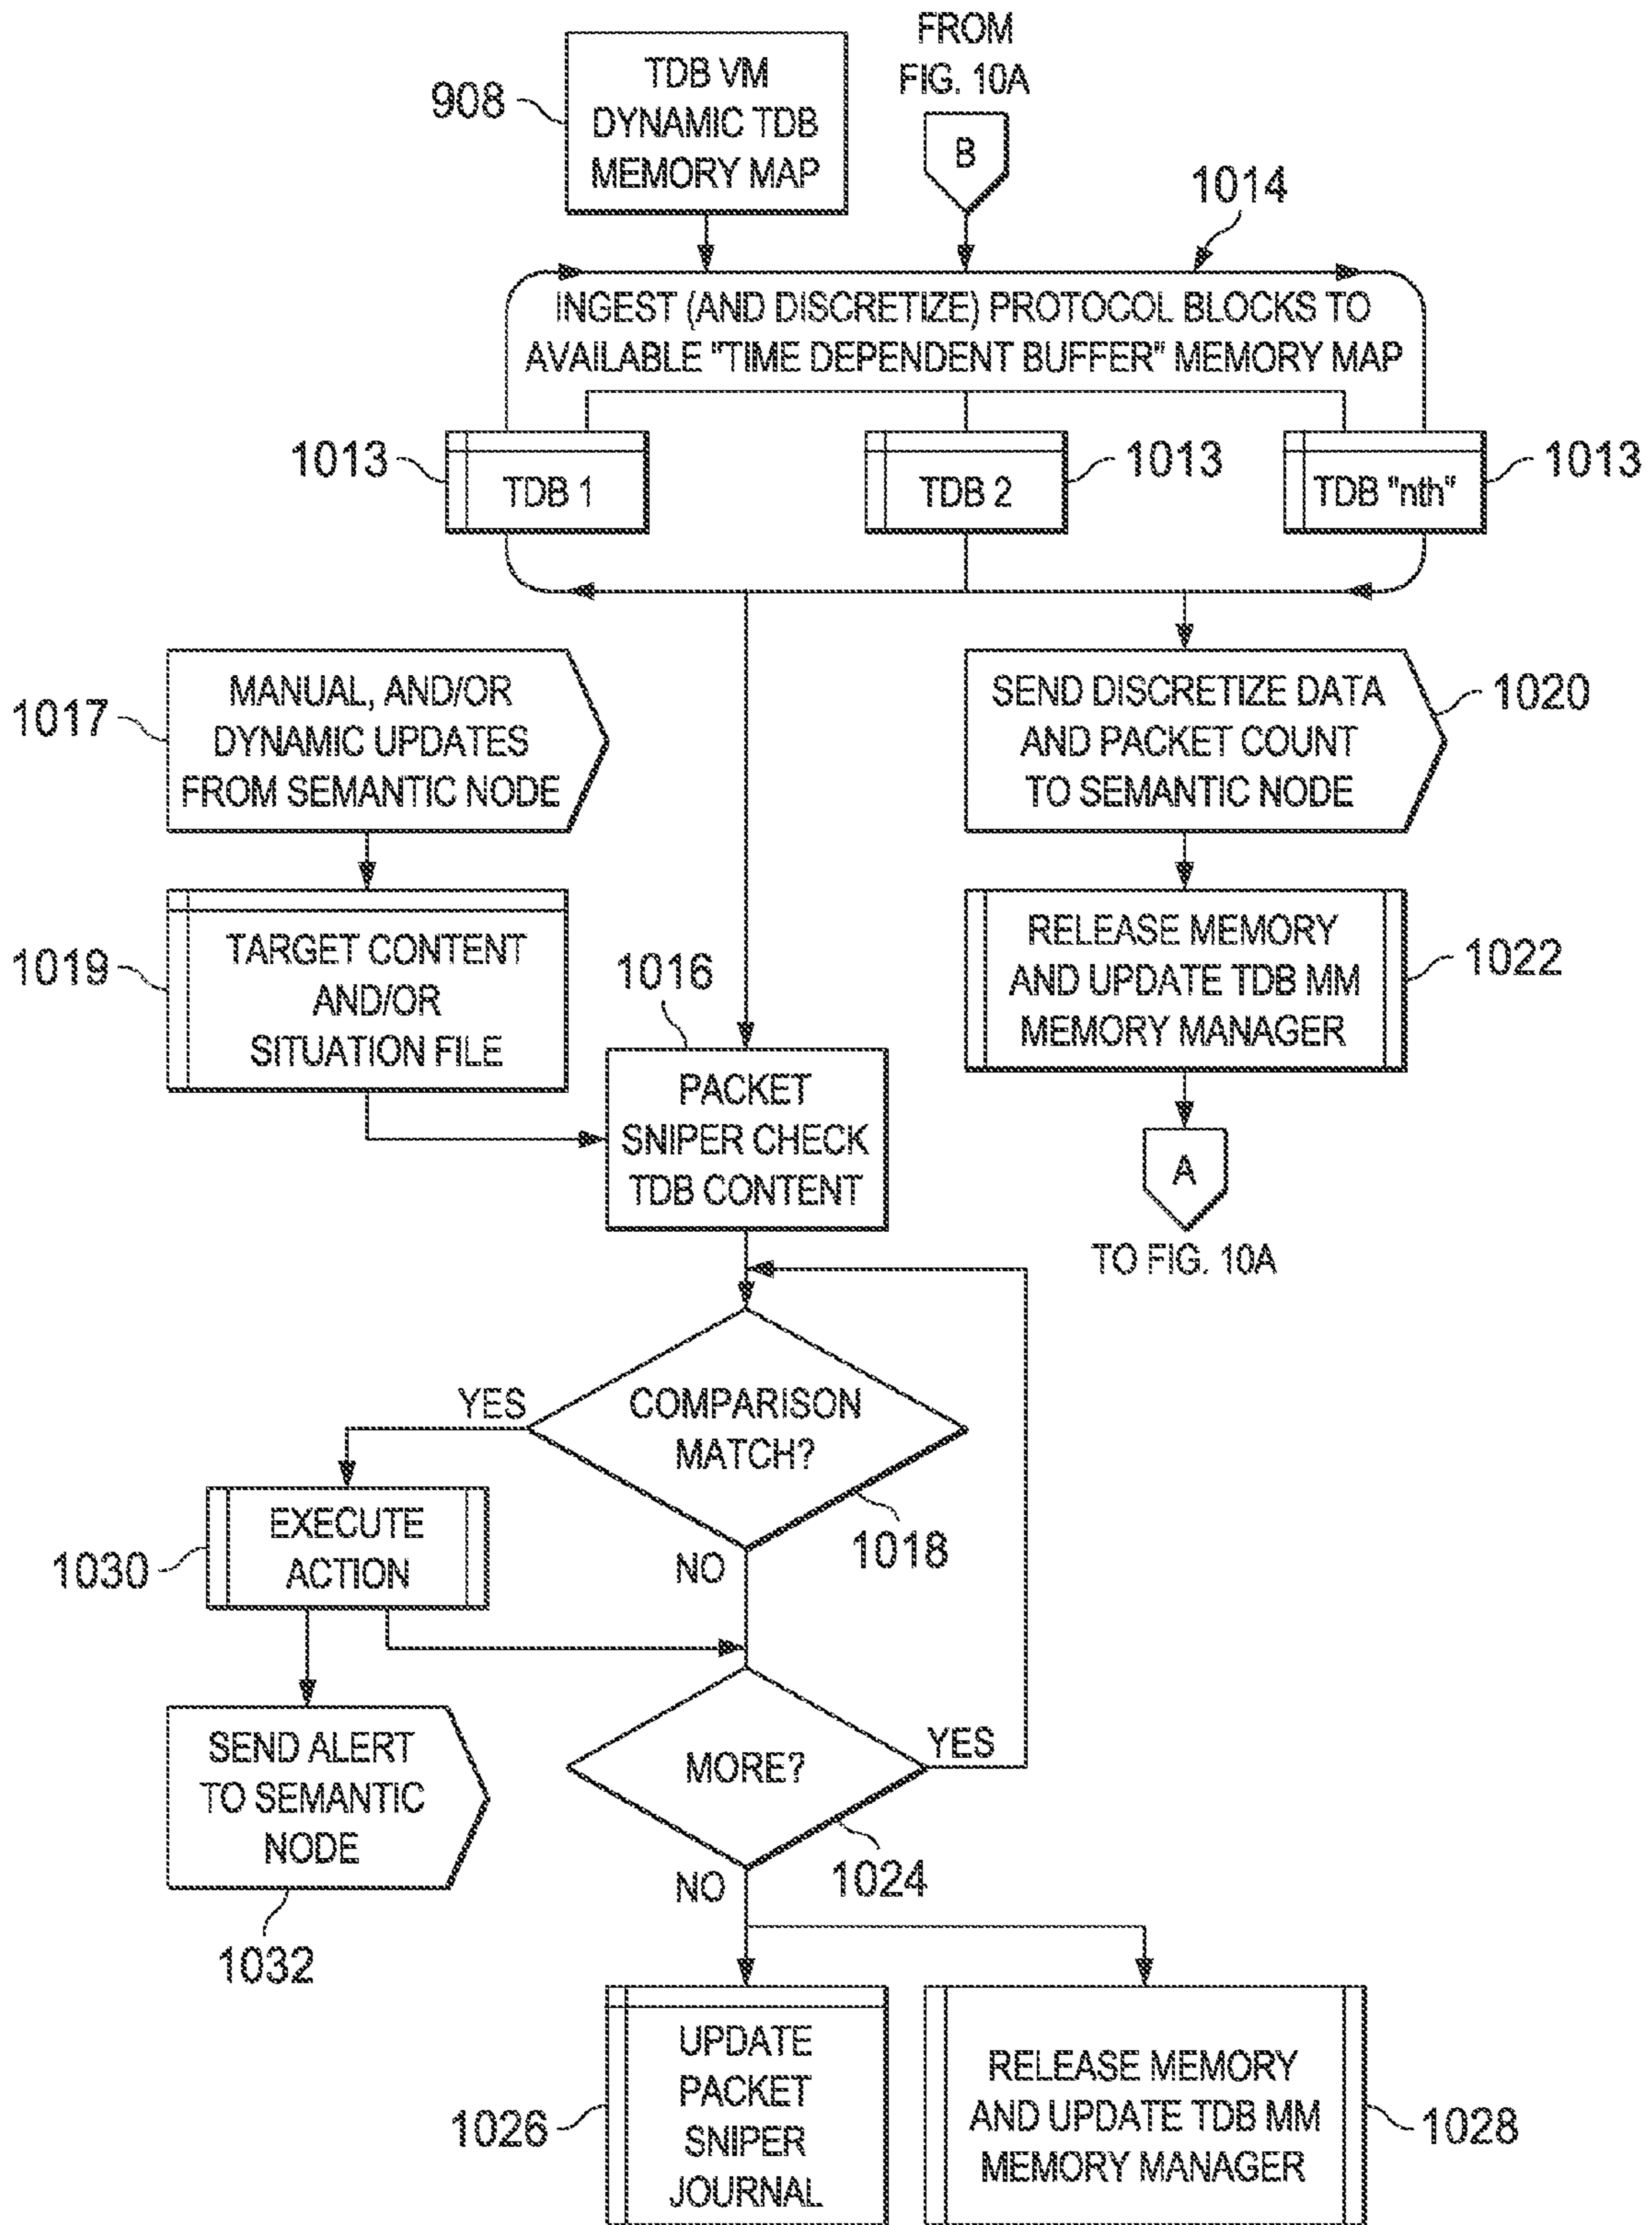 FROM
FIG. 10A
908
TDB VM
DYNAMIC TDB
MEMORY MAP
B
1014
INGEST (AND DISCRETIZE) PROTOCOL BLOCKS TO
AVAILABLE "TIME DEPENDENT BUFFER" MEMORY MAP
1013
TDB 1
TDB 2
1013
TDB "nth"
1013
1017
MANUAL, AND/OR
DYNAMIC UPDATES
FROM SEMANTIC NODE
SEND DISCRETIZE DATA
AND PACKET COUNT
TO SEMANTIC NODE
1020
1019
TARGET CONTENT
AND/OR
SITUATION FILE
RELEASE MEMORY
AND UPDATE TDB MM
MEMORY MANAGER
1022
1016
PACKET
SNIPER CHECK
TDB CONTENT
A
TO FIG. 10A
YES
COMPARISON
MATCH?
1018
NO
1030
EXECUTE
ACTION
SEND ALERT
TO SEMANTIC
NODE
1032
MORE?
YES
1024
NO
1026
UPDATE
PACKET
SNIPER
JOURNAL
RELEASE MEMORY
AND UPDATE TDB MM
MEMORY MANAGER
1028